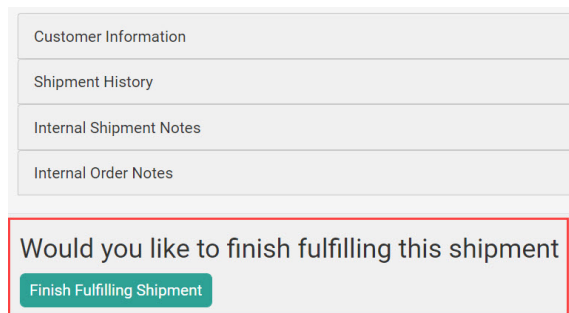 Customer Information
Shipment History
Internal Shipment Notes
Internal Order Notes
Would you like to finish fulfilling this shipment
Finish Fulfilling Shipment